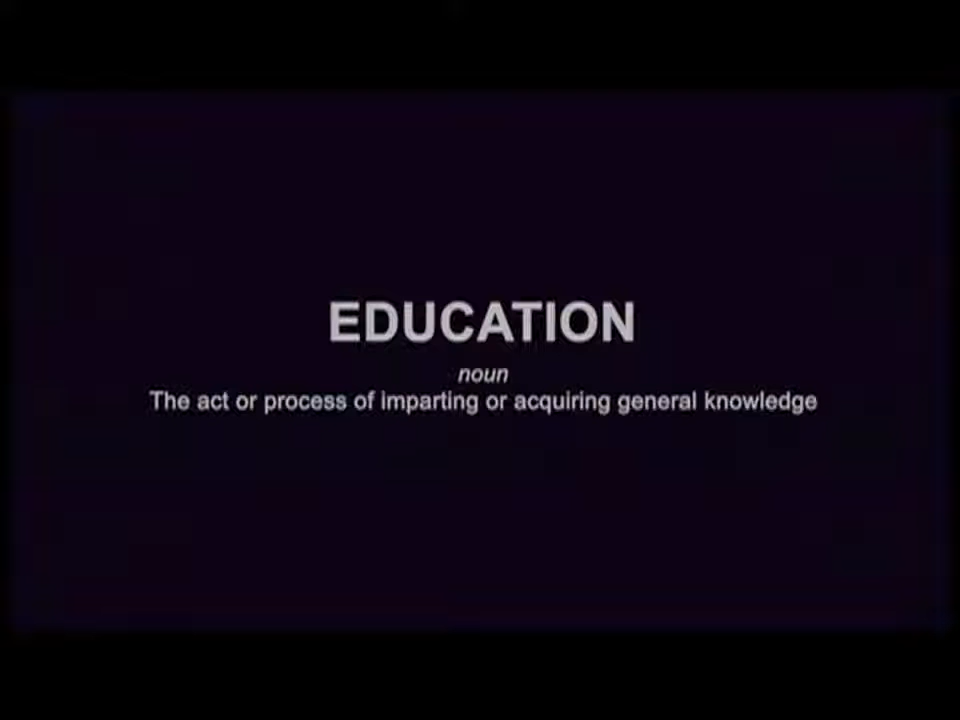 EDUCATION
noun
The act or process of imparting or acquiring general knowledge